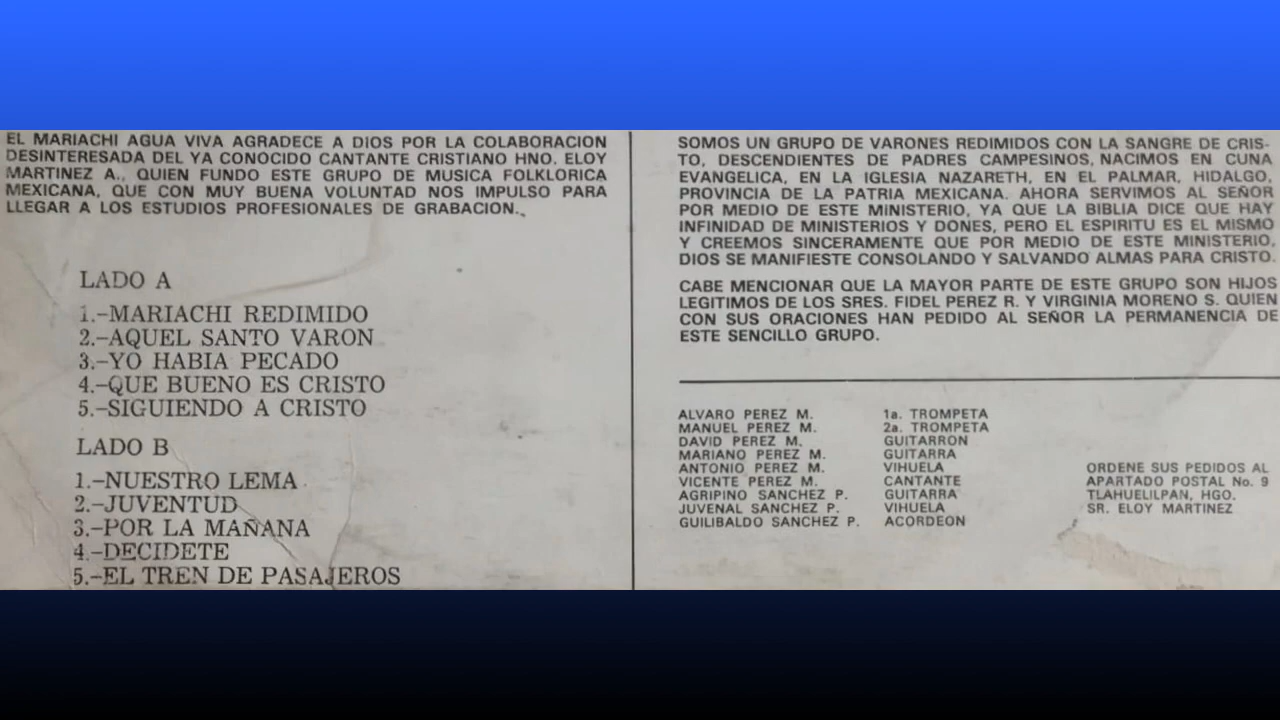 EL MARIACHI AGUA VIVA AGRADECE A DIOS POR LA COLABORACION
DESINTERESADA DEL YA CONOCIDO CANTANTE CRISTIANO HNO. ELOY
MARTINEZ A., QUIEN FUNDO ESTE GRUPO DE MUSICA FOLKLORICA
MEXICANA, QUE CON MUY BUENA VOLUNTAD NOS IMPULSO PARA
LLEGAR A LOS ESTUDIOS PROFESIONALES DE GRABACION.
LADO A
1.-MARIACHI REDIMIDO
2.-AQUEL SANTO VARON
3.-YO HABIA PECADO
4.-QUE BUENO ES CRISTO
5.-SIGUIENDO A CRISTO
LADO B
1.-NUESTRO LEMA
2.-JUVENTUD
3.-POR LA MAÑANA
4.-DECIDETE
5.-EL TREN DE PASAJEROS
SOMOS UN GRUPO DE VARONES REDIMIDOS CON LA SANGRE DE CRIS-
TO, DESCENDIENTES DE PADRES CAMPESINOS, NACIMOS EN CUNA
EVANGELICA, EN LA IGLESIA NAZARETH, EN EL PALMAR, HIDALGO,
PROVINCIA DE LA PATRIA MEXICANA. AHORA SERVIMOS AL SEÑOR
POR MEDIO DE ESTE MINISTERIO, YA QUE LA BIBLIA DICE QUE HAY
INFINIDAD DE MINISTERIOS Y DONES, PERO EL ESPIRITU ES EL MISMO
Y CREEMOS SINCERAMENTE QUE POR MEDIO DE ESTE MINISTERIO,
DIOS SE MANIFIESTE CONSOLANDO Y SALVANDO ALMAS PARA CRISTO.
CABE MENCIONAR QUE LA MAYOR PARTE DE ESTE GRUPO SON HIJOS
LEGITIMOS DE LOS SRES. FIDEL PEREZ R. Y VIRGINIA MORENO S. QUIEN
CON SUS ORACIONES HAN PEDIDO AL SEÑOR LA PERMANENCIA DE
ESTE SENCILLO GRUPO.
ALVARO PEREZ M. 1a. TROMPETA
MANUEL PEREZ M. 2a. TROMPETA
DAVID PEREZ M. GUITARRON
MARIANO PEREZ M. GUITARRA
ANTONIO PEREZ M. VIHUELA
VICENTE PEREZ M. CANTANTE
AGRIPINO SANCHEZ P. GUITARRA
JUVENAL SANCHEZ P. VIHUELA
GUILIBALDO SANCHEZ P. ACORDEON
ORDENE SUS PEDIDOS AL
APARTADO POSTAL No. 9
TLAHUELILPAN, HGO.
SR. ELOY MARTINEZ